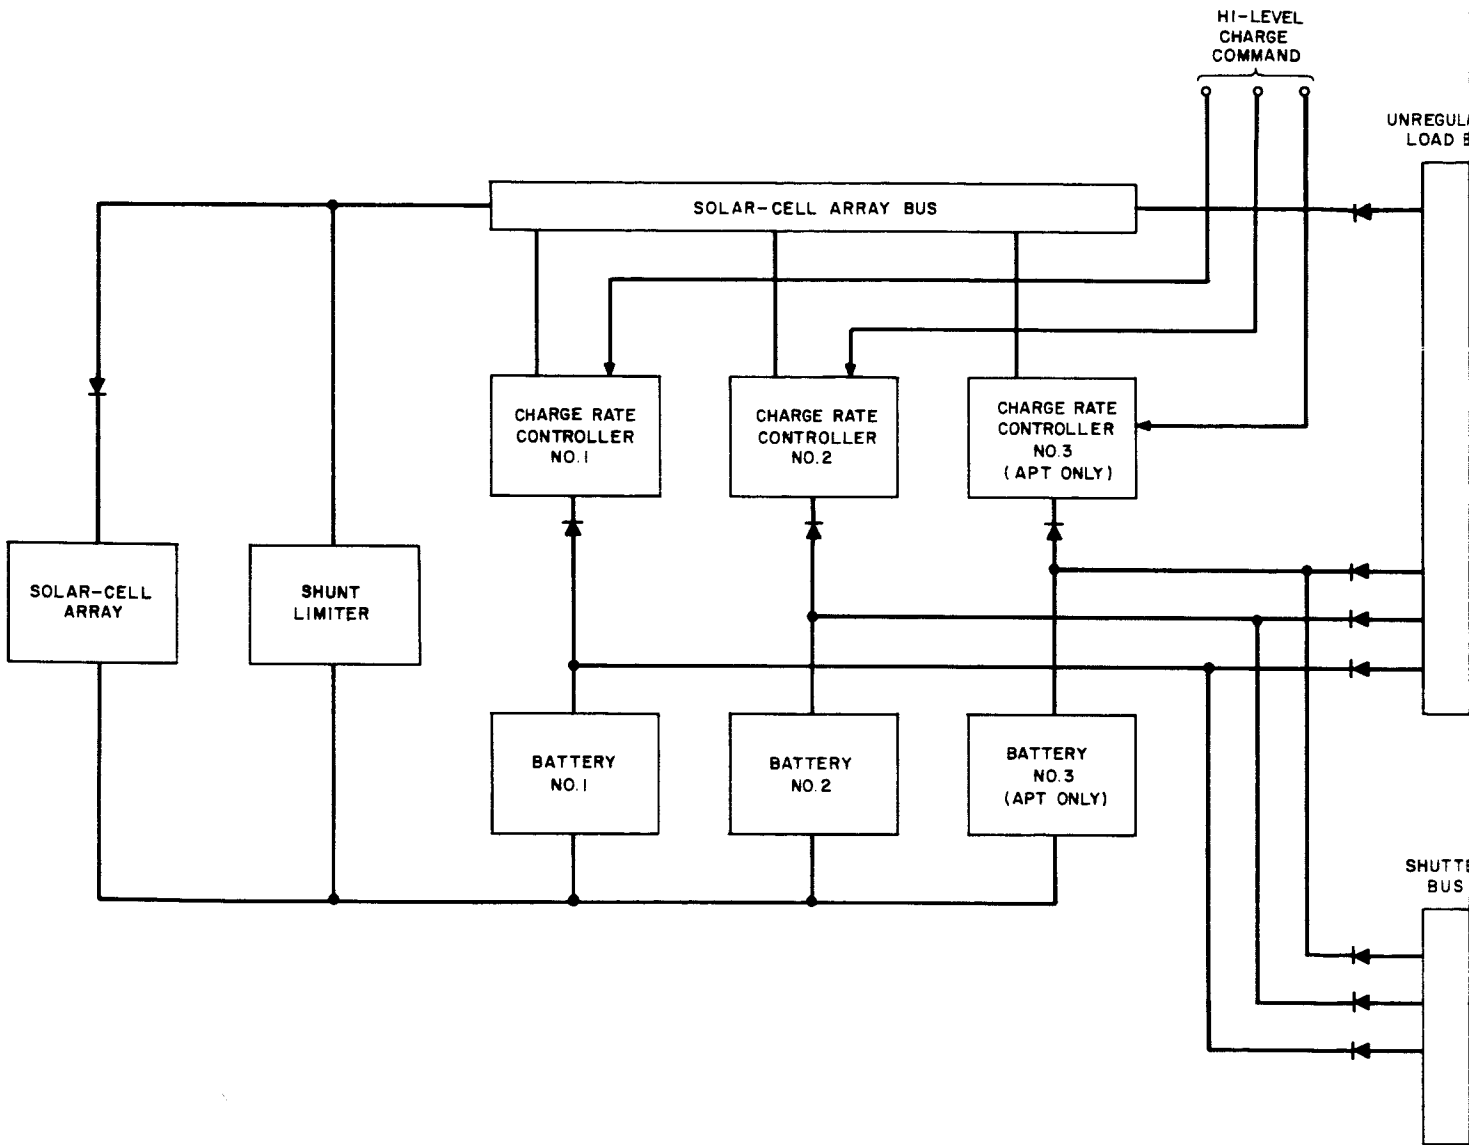 HI-LEVEL
CHARGE
COMMAND
LOAD
SOLAR-CELL ARRAY BUS
CHARGE RATE
CONTROLLER
NO.1
CHARGE RATE
CONTROLLER
NO.2
CHARGE RATE
CONTROLLER
NO.3
(APT ONLY)
SOLAR-CELL
ARRAY
SHUNT
LIMITER
BATTERY
NO.1
BATTERY
NO.2
BATTERY
NO.3
(APT ONLY)
BUS